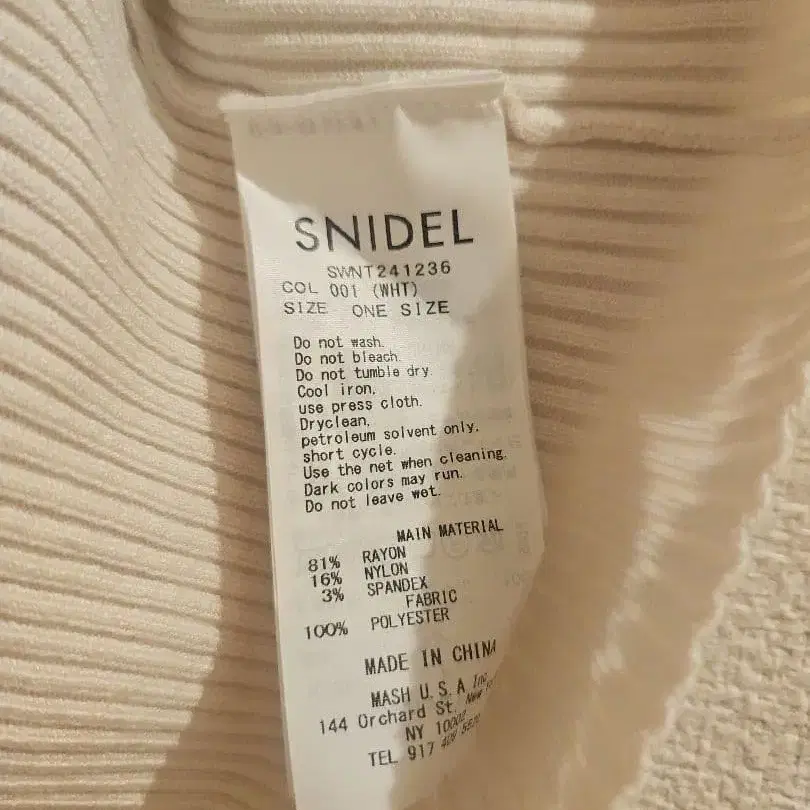 SNIDEL
SWNT241236
COL 001 (WHT)
SIZE ONE SIZE
Do not wash.
Do not bleach.
Do not tumble dry.
Cool iron,
use press cloth.
Dryclean,
petroleum solvent only.
short cycle.
Use the net when cleaning.
Dark colors may run.
Do not leave wet.
MAIN MATERIAL
81% RAYON
16% NYLON
3% SPANDEX
FABRIC
100% POLYESTER
MADE IN CHINA
MASH U.S.A Inc
144 Orchard St. New
NY 10002
TEL 917